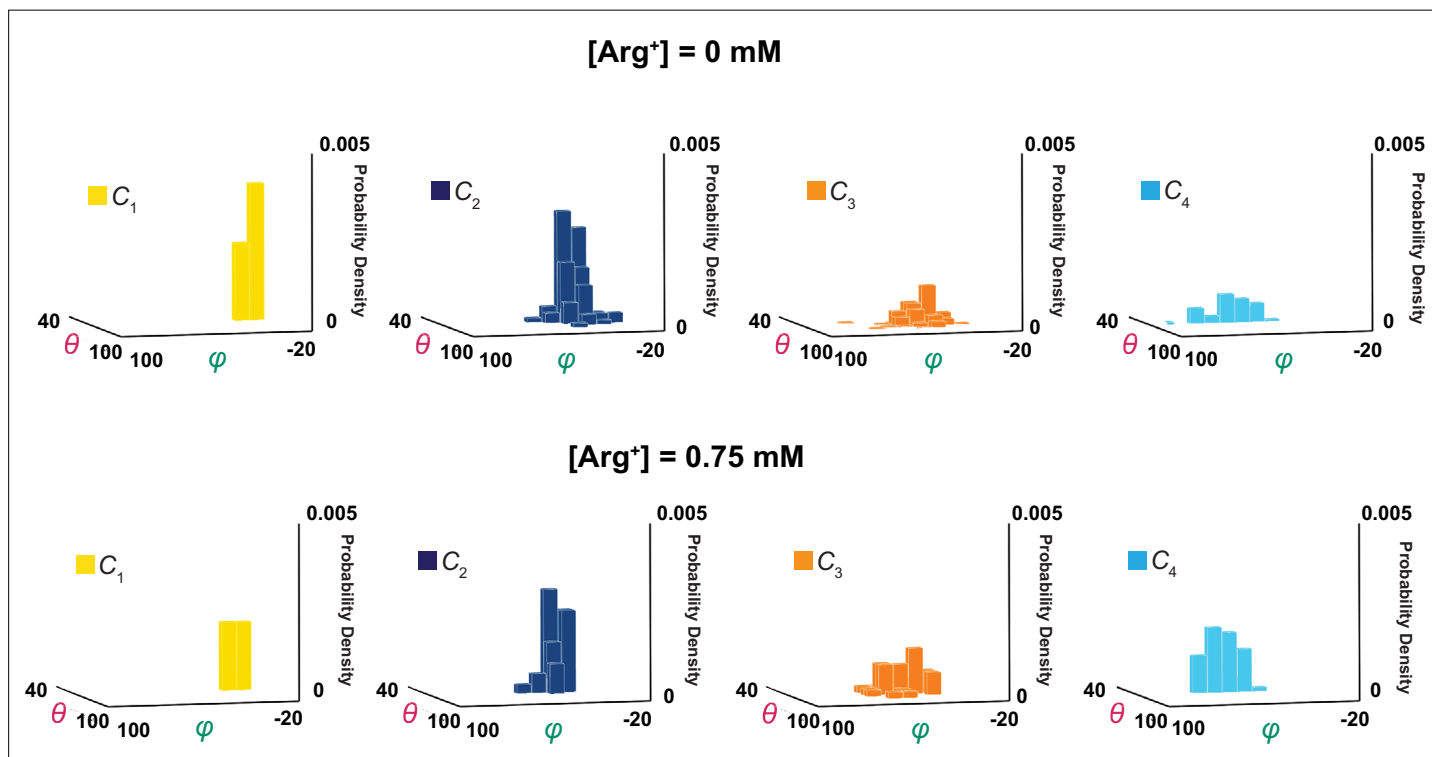 [Arg⁺] = 0 mM
0.005
Probability Density
C₁
0
40
θ
100
100
φ
-20
0.005
Probability Density
C₂
0
40
θ
100
100
φ
-20
0.005
Probability Density
C₃
0
40
θ
100
100
φ
-20
0.005
Probability Density
C₄
0
40
θ
100
100
φ
-20
[Arg⁺] = 0.75 mM
0.005
Probability Density
C₁
0
40
θ
100
100
φ
-20
0.005
Probability Density
C₂
0
40
θ
100
100
φ
-20
0.005
Probability Density
C₃
0
40
θ
100
100
φ
-20
0.005
Probability Density
C₄
0
40
θ
100
100
φ
-20